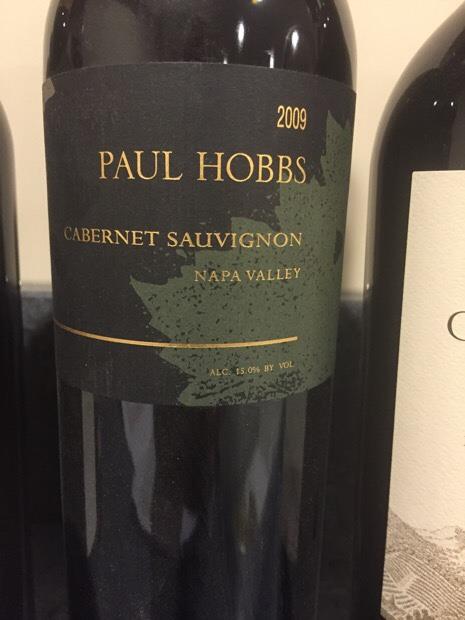 2009
PAUL HOBBS
CABERNET SAUVIGNON
NAPA VALLEY
ALC. 15.0% BY VOL